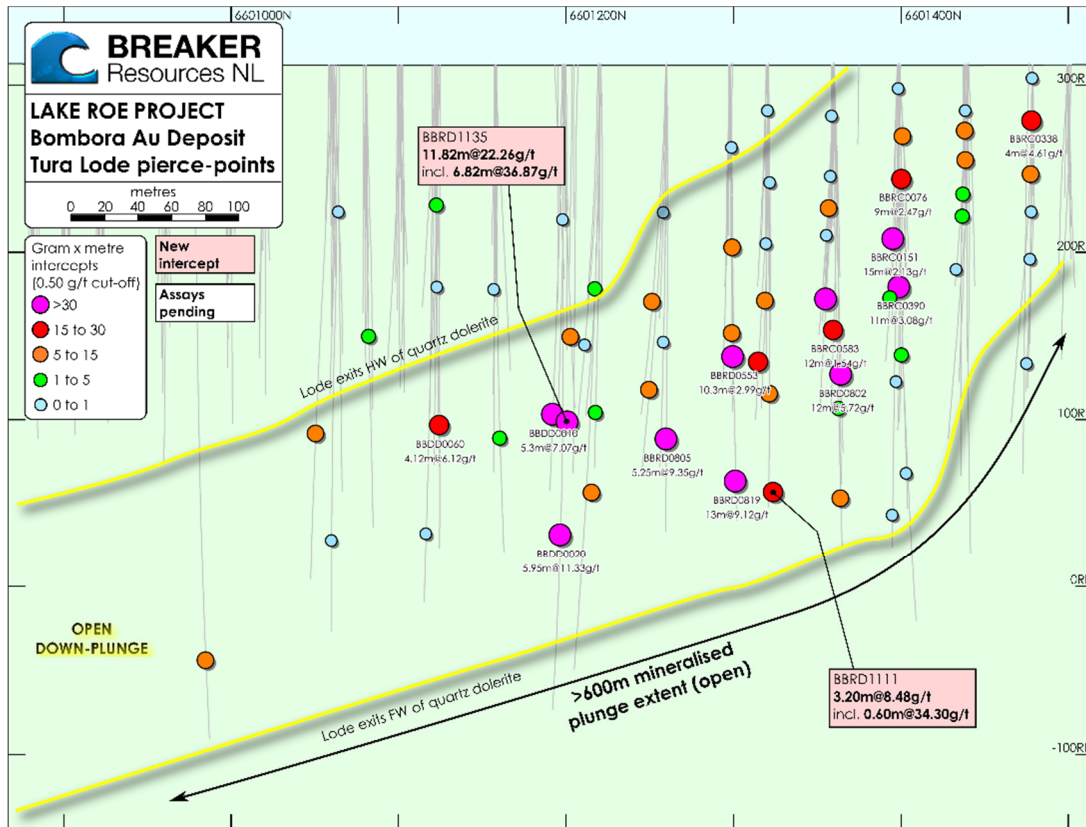 6601000N
6601200N
6601400N
BREAKER
Resources NL
LAKE ROE PROJECT
Bombora Au Deposit
Tura Lode pierce-points
metres
0 20 40 60 80 100
Gram x metre
intercepts
(0.50 g/t cut-off)
>30
15 to 30
5 to 15
1 to 5
0 to 1
New
intercept
Assays
pending
BBRD1135
11.82m@22.26g/t
incl. 6.82m@36.87g/t
300R
200R
100R
0R
-100R
BBRC0338
4m@4.61g/t
BBRC0076
9m@2.47g/t
BBRC0151
15m@2.13g/t
BBRC0390
11m@3.08g/t
BBRC0583
12m@1.54g/t
BBRD0802
12m@5.72g/t
BBRD0553
10.3m@2.99g/t
Lode exits HW of quartz dolerite
BBDD0060
4.12m@6.12g/t
5.3m@7.07g/t
BBRD0805
5.25m@9.35g/t
BBRD0819
13m@9.12g/t
BBDD0020
5.95m@11.33g/t
OPEN
DOWN-PLUNGE
Lode exits FW of quartz dolerite
>600m mineralised
plunge extent (open)
BBRD1111
3.20m@8.48g/t
incl. 0.60m@34.30g/t